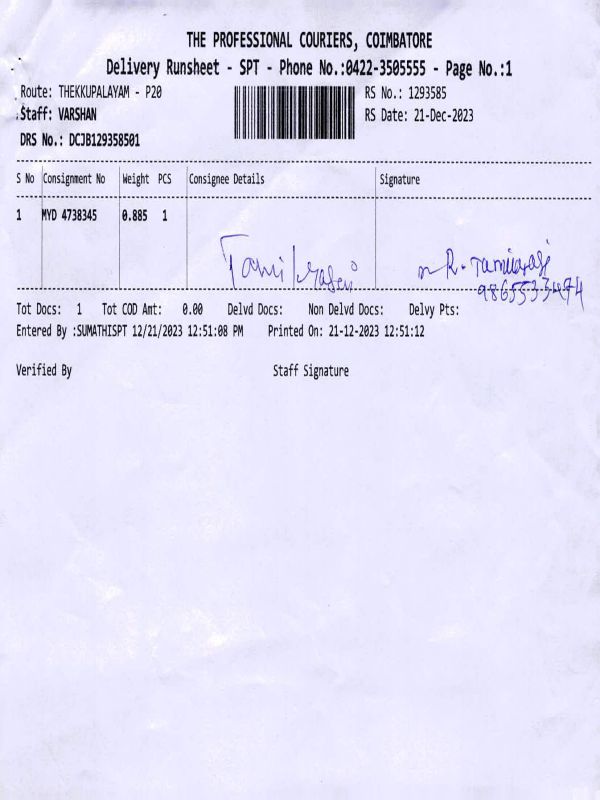 THE PROFESSIONAL COURIERS, COIMBATORE
Delivery Runsheet - SPT - Phone No.:0422-3505555 - Page No.:1
Route: THEKKUPALAYAM - P20 RS No.: 1293585
Staff: VARSHAN RS Date: 21-Dec-2023
DRS No.: DCJB129358501
S No Consignment No Weight PCS Consignee Details Signature
1 MYD 4738345 0.885 1
R. Tamilarasi
Tot Docs: 1 Tot COD Amt: 0.00 Delvd Docs: Non Delvd Docs: Delvy Pts:
Entered By :SUMATHISPT 12/21/2023 12:51:08 PM Printed On: 21-12-2023 12:51:12
Verified By Staff Signature